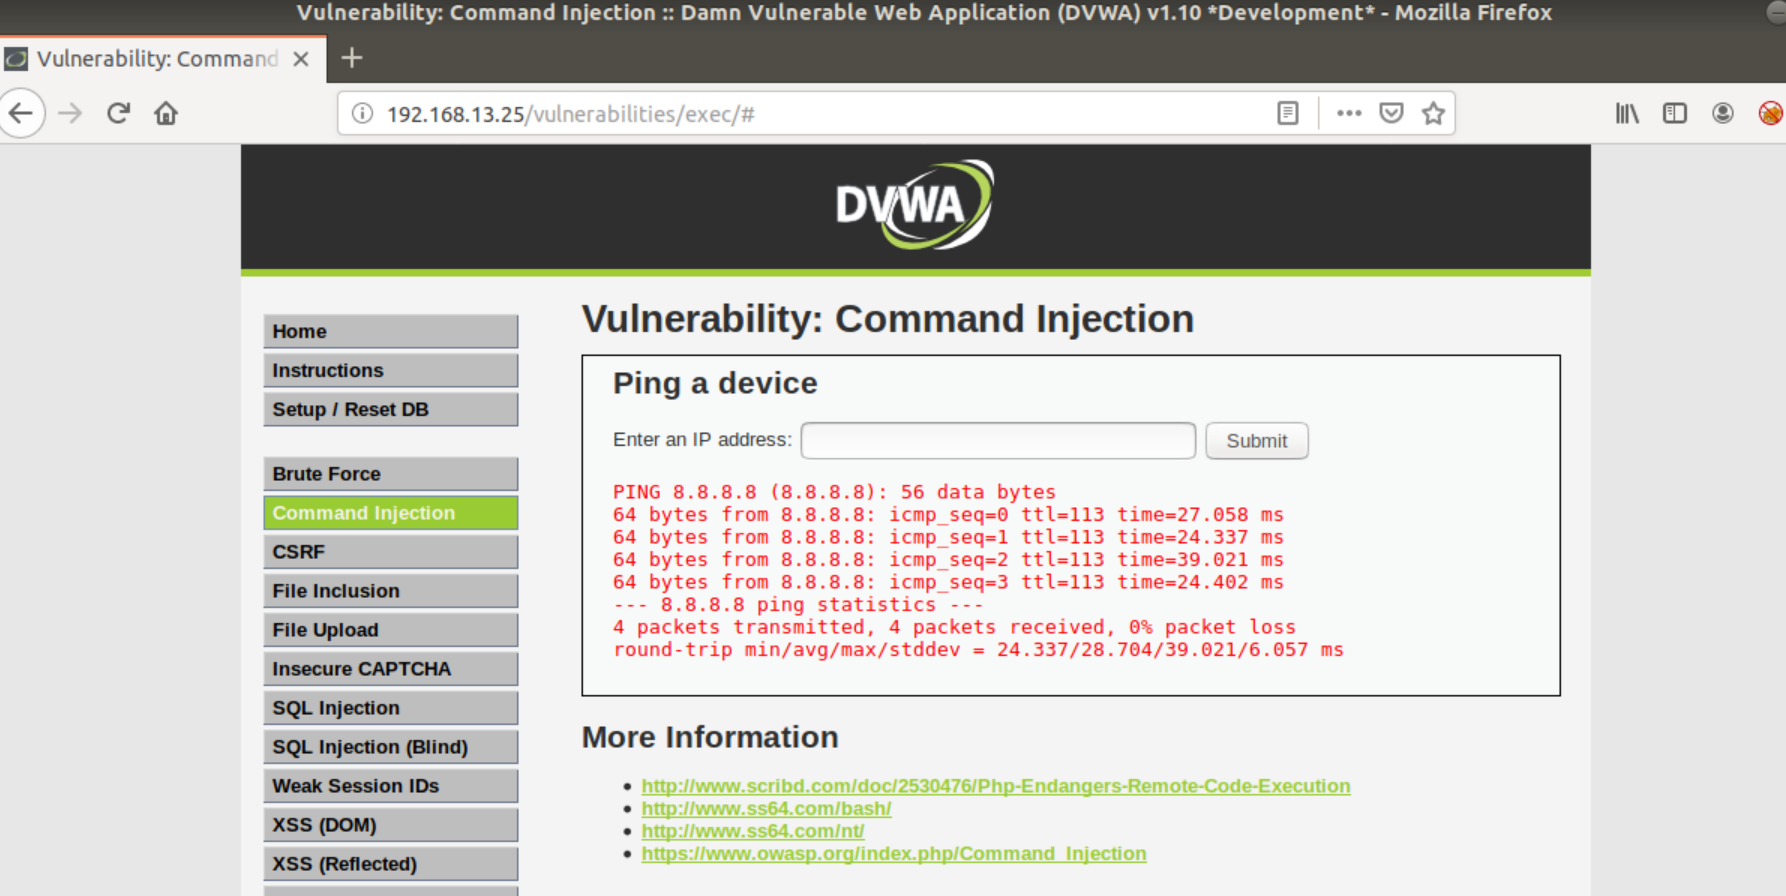 Vulnerability: Command Injection :: Damn Vulnerable Web Application (DVWA) v1.10 *Development* - Mozilla Firefox
Vulnerability: Command
192.168.13.25/vulnerabilities/exec/#
DVWA
Home
Instructions
Setup / Reset DB
Brute Force
Command Injection
CSRF
File Inclusion
File Upload
Insecure CAPTCHA
SQL Injection
SQL Injection (Blind)
Weak Session IDs
XSS (DOM)
XSS (Reflected)
Vulnerability: Command Injection
Ping a device
Enter an IP address: Submit
PING 8.8.8.8 (8.8.8.8): 56 data bytes
64 bytes from 8.8.8.8: icmp_seq=0 ttl=113 time=27.058 ms
64 bytes from 8.8.8.8: icmp_seq=1 ttl=113 time=24.337 ms
64 bytes from 8.8.8.8: icmp_seq=2 ttl=113 time=39.021 ms
64 bytes from 8.8.8.8: icmp_seq=3 ttl=113 time=24.402 ms
--- 8.8.8.8 ping statistics ---
4 packets transmitted, 4 packets received, 0% packet loss
round-trip min/avg/max/stddev = 24.337/28.704/39.021/6.057 ms
More Information
http://www.scribd.com/doc/2530476/Php-Endangers-Remote-Code-Execution
http://www.ss64.com/bash/
http://www.ss64.com/nt/
https://www.owasp.org/index.php/Command_Injection